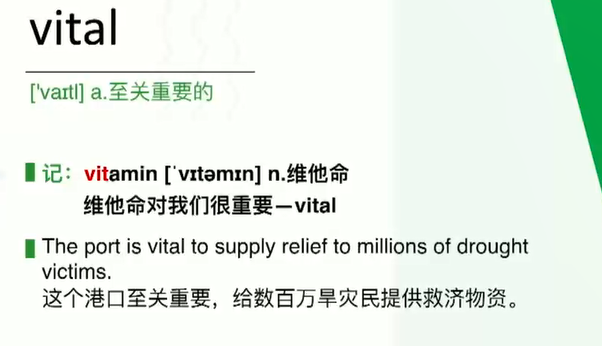 vital
['vaɪtl] a.至关重要的
记：vitamin [ˈvɪtəmɪn] n.维他命
维他命对我们很重要—vital
The port is vital to supply relief to millions of drought
victims.
这个港口至关重要，给数百万旱灾民提供救济物资。